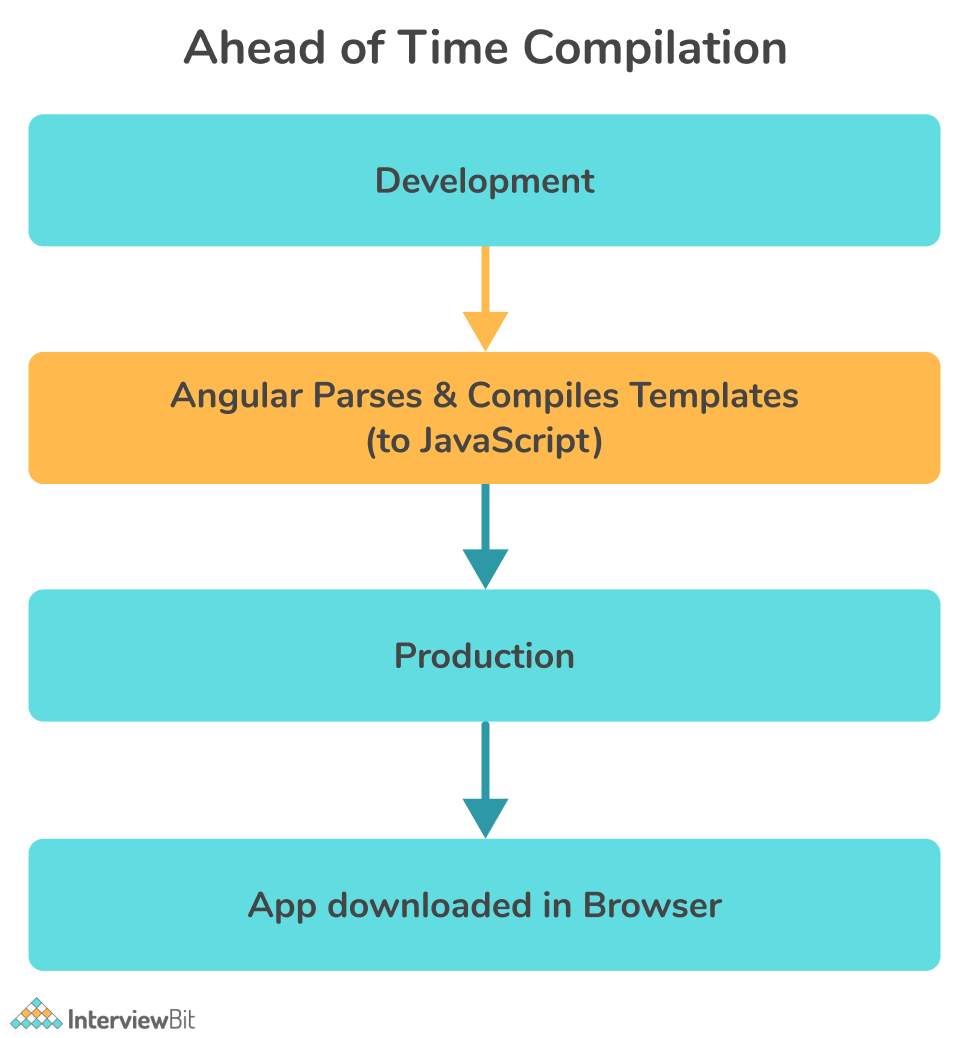 Ahead of Time Compilation
Development
Angular Parses & Compiles Templates
(to JavaScript)
Production
App downloaded in Browser
InterviewBit